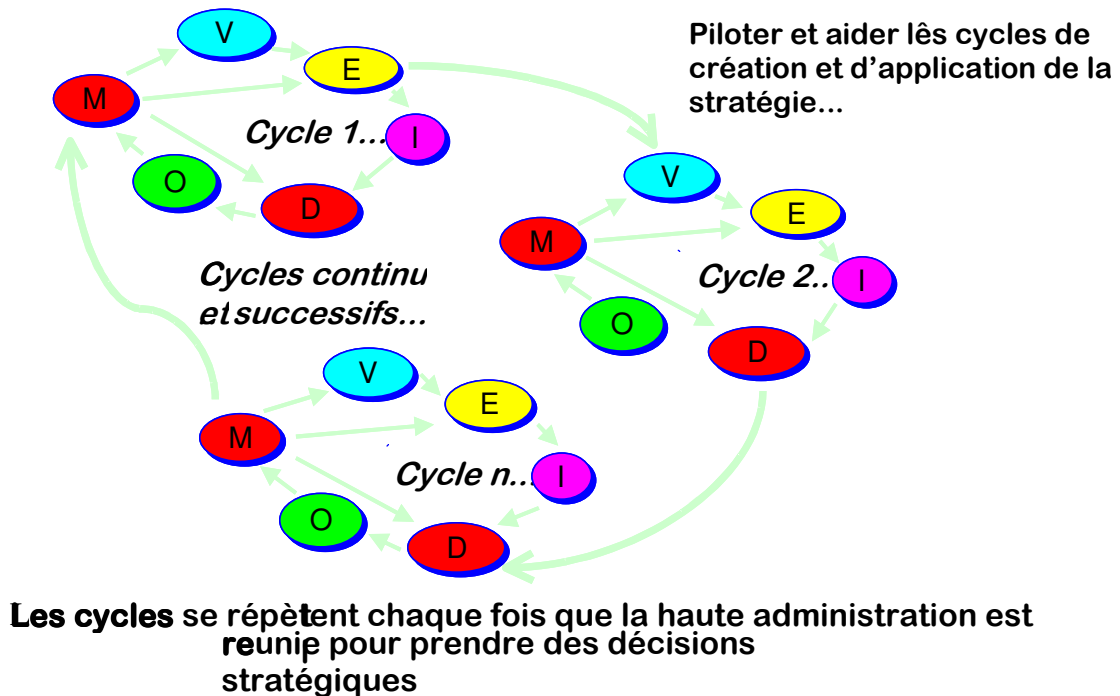 Piloter et aider lês cycles de
création et d’application de la
stratégie...
V
E
M
Cycle 1...
I
O
D
V
E
M
Cycle 2..
I
O
D
Cycles continu
et successifs...
V
E
M
Cycle n...
I
O
D
Les cycles se répètent chaque fois que la haute administration est
reunie pour prendre des décisions
stratégiques